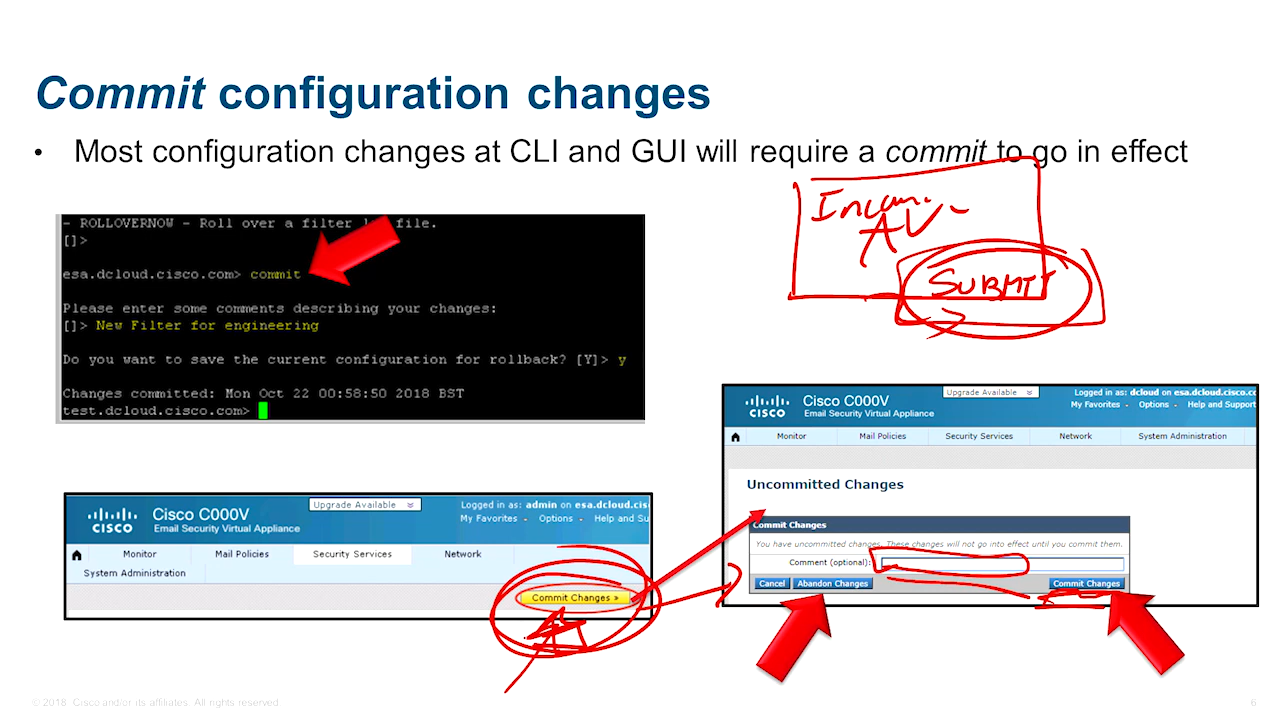 Commit configuration changes
• Most configuration changes at CLI and GUI will require a commit to go in effect
- ROLLOVERNOW - Roll over a filter file.
[]>
esa.dcloud.cisco.com> commit
Please enter some comments describing your changes:
[]> New Filter for engineering
Do you want to save the current configuration for rollback? [Y]> y
Changes committed: Mon Oct 22 00:58:50 2018 BST
test.dcloud.cisco.com>
AV
SUBMIT
CISCO
Cisco C000V
Email Security Virtual Appliance
Upgrade Available
Logged in as: dcloud on esa.dcloud.cisco.cc
My Favorites Options Help and Support
Monitor Mail Policies Security Services Network System Administration
Uncommitted Changes
Commit Changes
You have uncommitted changes. These changes will not go into effect until you commit them.
Comment (optional):
Cancel Abandon Changes Commit Changes
CISCO
Cisco C000V
Email Security Virtual Appliance
Upgrade Available
Logged in as: admin on esa.dcloud.cis
My Favorites Options Help and Su
Monitor Mail Policies Security Services Network
System Administration
Commit Changes »
© 2018 Cisco and/or its affiliates. All rights reserved.
6